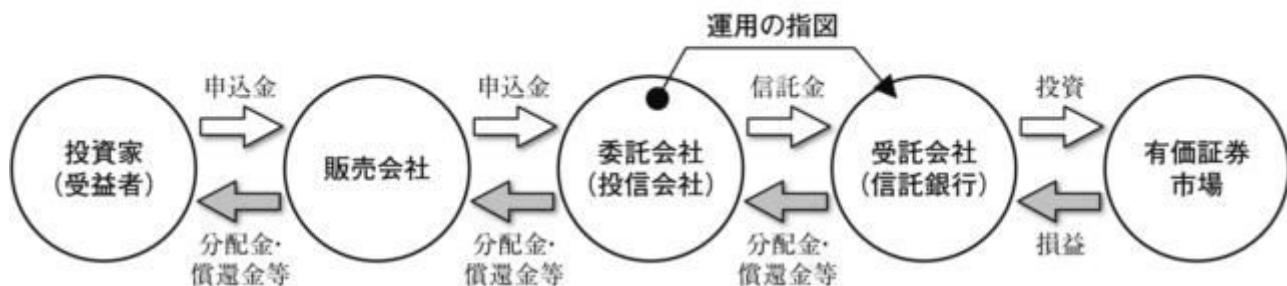 運用の指図
申込金
申込金
信託金
投資
投資家
(受益者)
販売会社
委託会社
(投信会社)
受託会社
(信託銀行)
有価証券
市場
分配金・
償還金等
分配金・
償還金等
分配金・
償還金等
損益